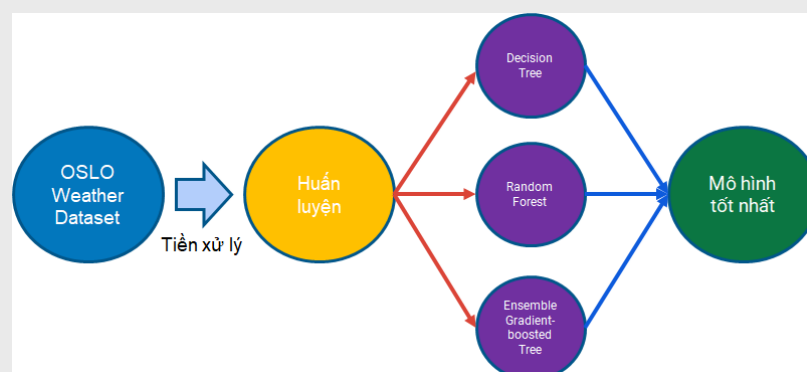 OSLO
Weather
Dataset
Tiền xử lý
Huấn
luyện
Decision
Tree
Random
Forest
Ensemble
Gradient-
boosted
Tree
Mô hình
tốt nhất